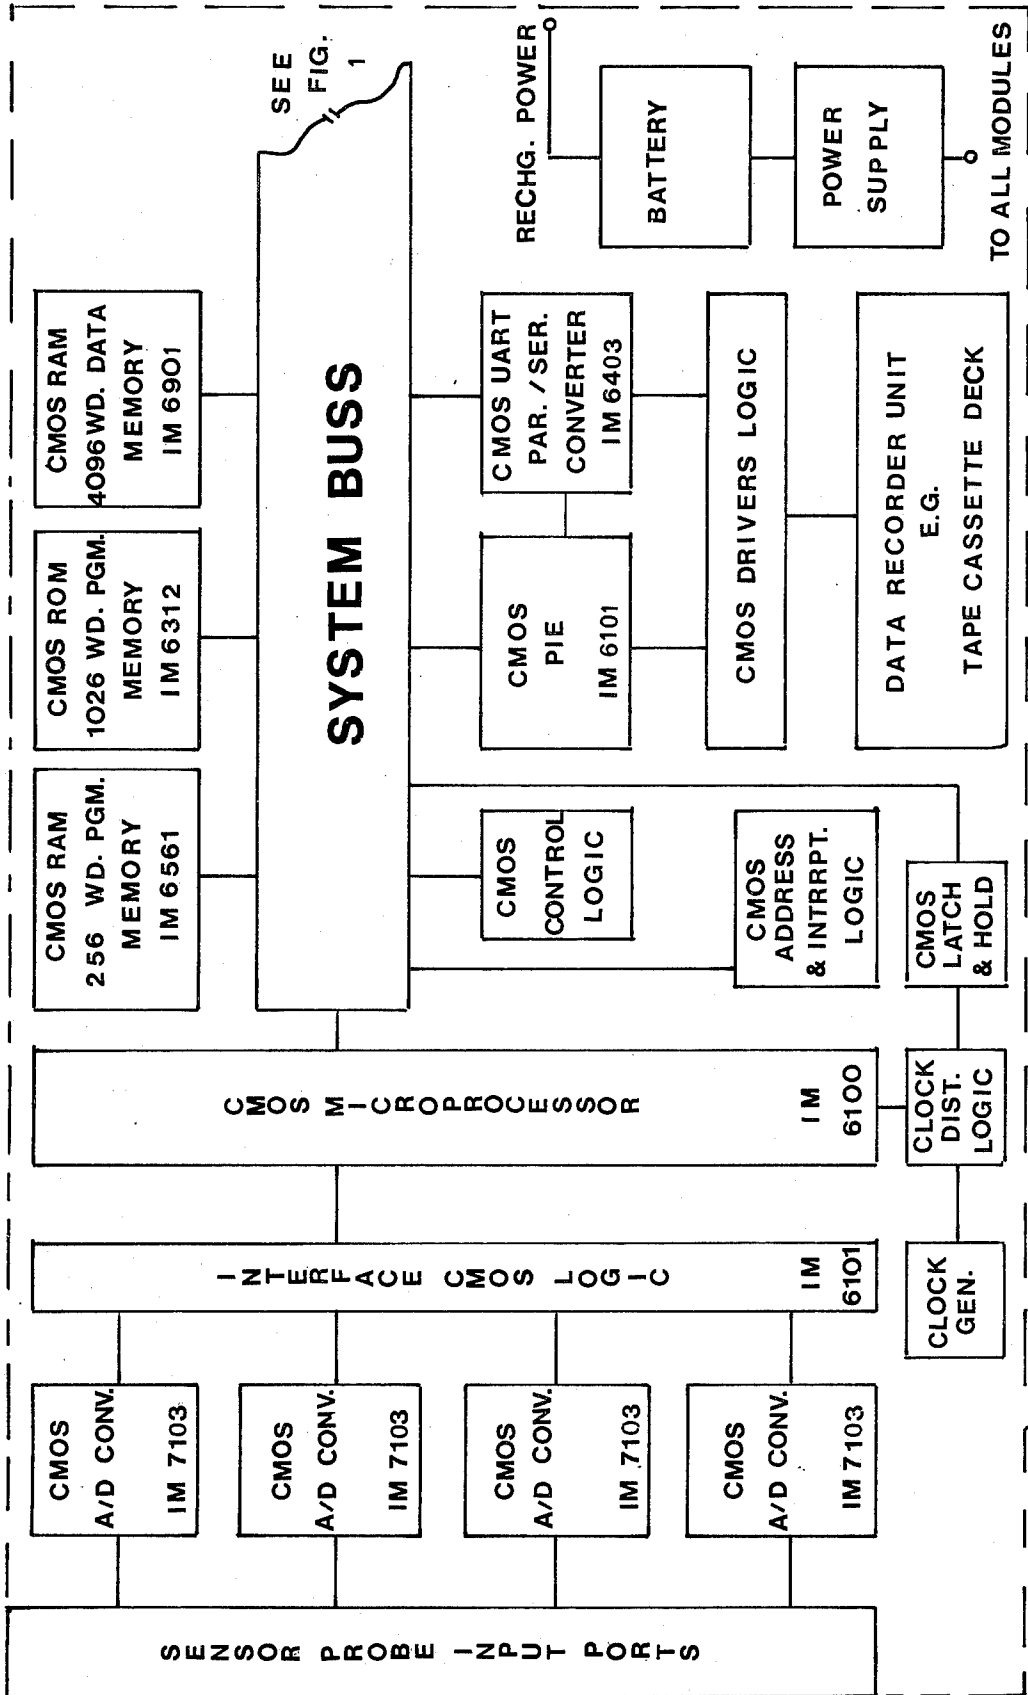 SENSOR PROBE INPUT PORTS
CMOS
A/D CONV.
IM 7103
CMOS
A/D CONV.
IM 7103
CMOS
A/D CONV.
IM 7103
CMOS
A/D CONV.
IM 7103
INTERFACE CMOS LOGIC
IM
6101
CMOS MICROPROCESSOR
IM
6100
CLOCK
GEN.
CLOCK
DIST.
LOGIC
CMOS
LATCH
& HOLD
CMOS RAM
256 WD. PGM.
MEMORY
IM 6561
CMOS ROM
1026 WD. PGM.
MEMORY
IM 6312
CMOS RAM
4096WD. DATA
MEMORY
IM 6901
SYSTEM BUSS
SEE
FIG.
1
CMOS
CONTROL
LOGIC
CMOS
ADDRESS
& INTRRPT.
LOGIC
CMOS
PIE
IM 6101
CMOS UART
PAR./SER.
CONVERTER
IM 6403
CMOS DRIVERS LOGIC
DATA RECORDER UNIT
E.G.
TAPE CASSETTE DECK
RECHG. POWER
BATTERY
POWER
SUPPLY
TO ALL MODULES